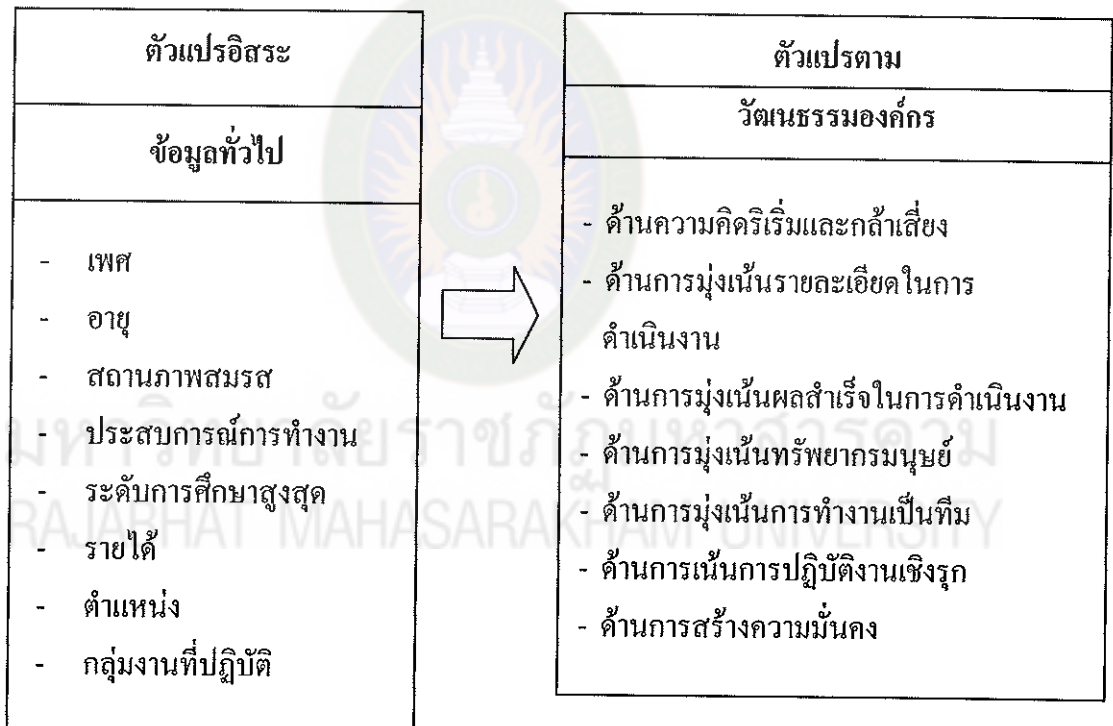 ตัวแปรอิสระ
ข้อมูลทั่วไป
- เพศ
- อายุ
- สถานภาพสมรส
- ประสบการณ์การทำงาน
- ระดับการศึกษาสูงสุด
- รายได้
- ตำแหน่ง
- กลุ่มงานที่ปฏิบัติ
ตัวแปรตาม
วัฒนธรรมองค์กร
- ด้านความคิดริเริ่มและกล้าเสี่ยง
- ด้านการมุ่งเน้นรายละเอียดในการ
ดำเนินงาน
- ด้านการมุ่งเน้นผลสำเร็จในการดำเนินงาน
- ด้านการมุ่งเน้นทรัพยากรมนุษย์
- ด้านการมุ่งเน้นการทำงานเป็นทีม
- ด้านการเน้นการปฏิบัติงานเชิงรุก
- ด้านการสร้างความมั่นคง
มหาวิทยาลัยราชภัฏมหาสารคาม
RAJABHAT MAHASARAKHAM UNIVERSITY